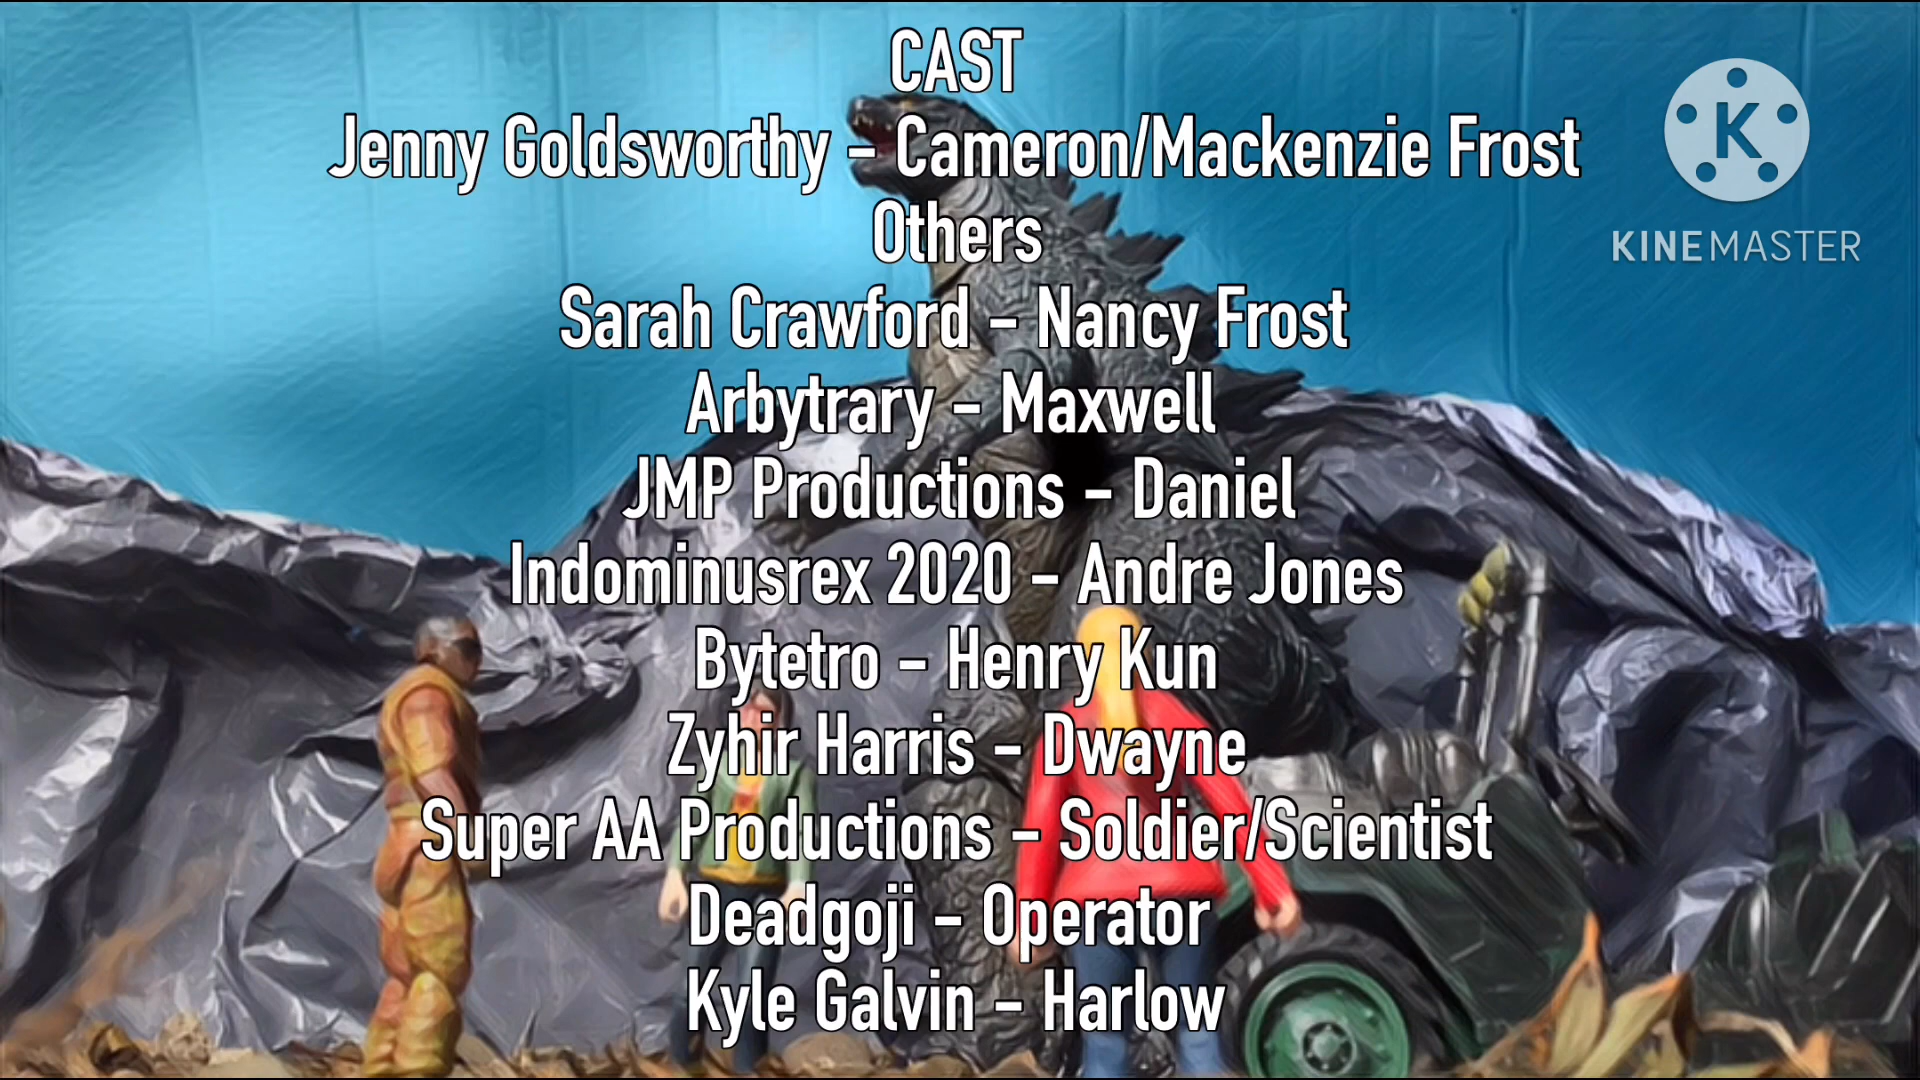 CAST
Jenny Goldsworthy - Cameron/Mackenzie Frost
Others
Sarah Crawford - Nancy Frost
Arbytrary - Maxwell
JMP Productions - Daniel
Indominusrex 2020 - Andre Jones
Bytetro - Henry Kun
Zyhir Harris - Dwayne
Super AA Productions - Soldier/Scientist
Deadgoji - Operator
Kyle Galvin - Harlow
K
KINEMASTER